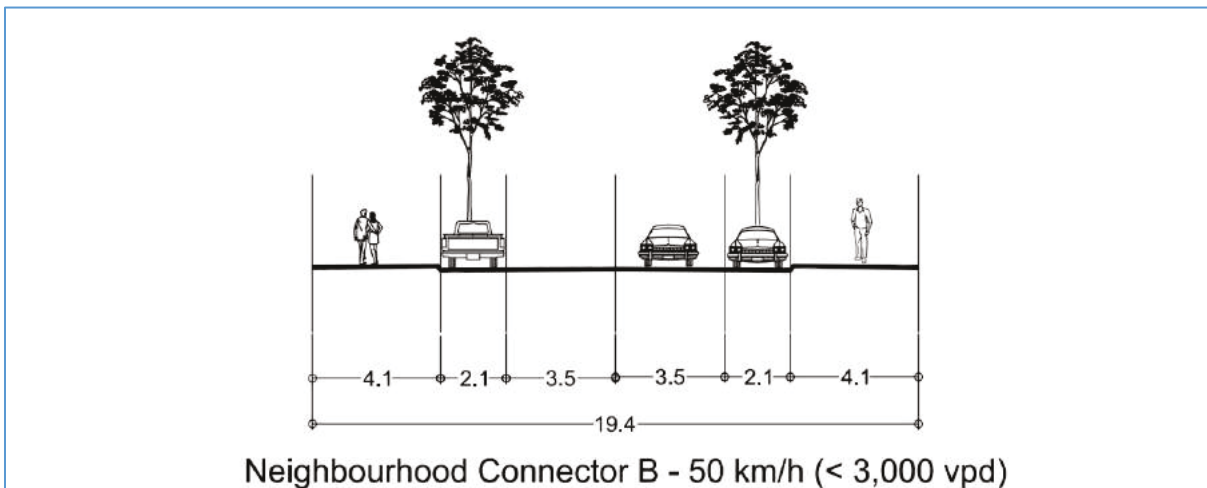 4.1 2.1 3.5 3.5 2.1 4.1
19.4
Neighbourhood Connector B - 50 km/h (< 3,000 vpd)